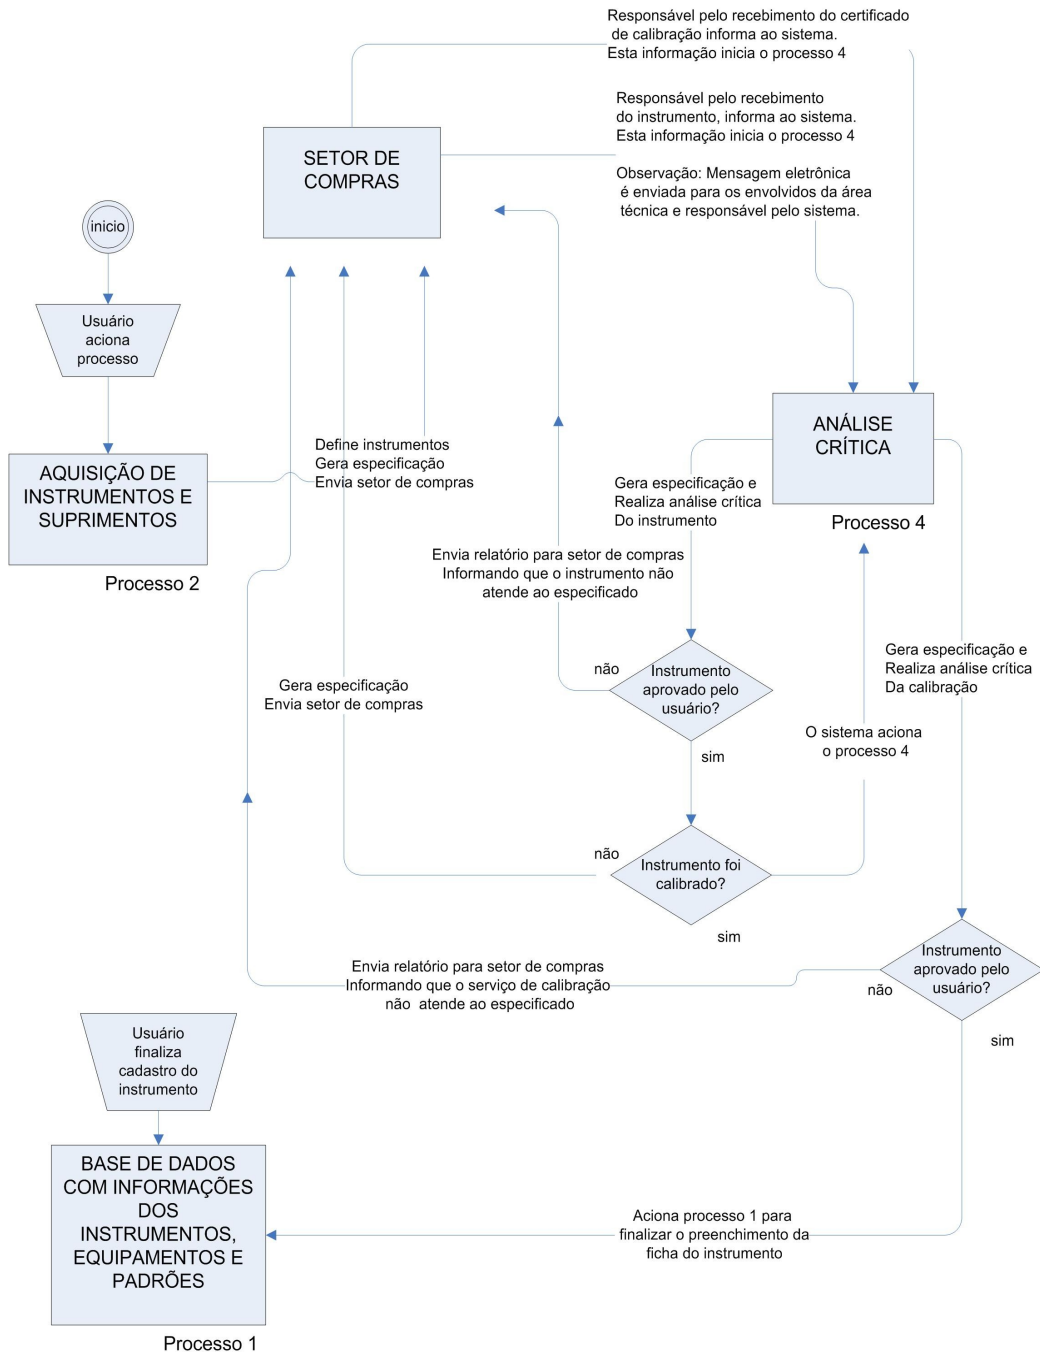 Responsável pelo recebimento do certificado
de calibração informa ao sistema.
Esta informação inicia o processo 4
Responsável pelo recebimento
do instrumento, informa ao sistema.
Esta informação inicia o processo 4
Observação: Mensagem eletrônica
é enviada para os envolvidos da área
técnica e responsável pelo sistema.
SETOR DE
COMPRAS
inicio
Usuário
aciona
processo
AQUISIÇÃO DE
INSTRUMENTOS E
SUPRIMENTOS
Processo 2
Define instrumentos
Gera especificação
Envia setor de compras
ANÁLISE
CRÍTICA
Processo 4
Gera especificação e
Realiza análise crítica
Do instrumento
Envia relatório para setor de compras
Informando que o instrumento não
atende ao especificado
não
Instrumento
aprovado pelo
usuário?
sim
Gera especificação e
Realiza análise crítica
Da calibração
Gera especificação
Envia setor de compras
O sistema aciona
o processo 4
não
Instrumento foi
calibrado?
sim
Instrumento
aprovado pelo
usuário?
não
sim
Envia relatório para setor de compras
Informando que o serviço de calibração
não atende ao especificado
Usuário
finaliza
cadastro do
instrumento
BASE DE DADOS
COM INFORMAÇÕES
DOS
INSTRUMENTOS,
EQUIPAMENTOS E
PADRÕES
Processo 1
Aciona processo 1 para
finalizar o preenchimento da
ficha do instrumento